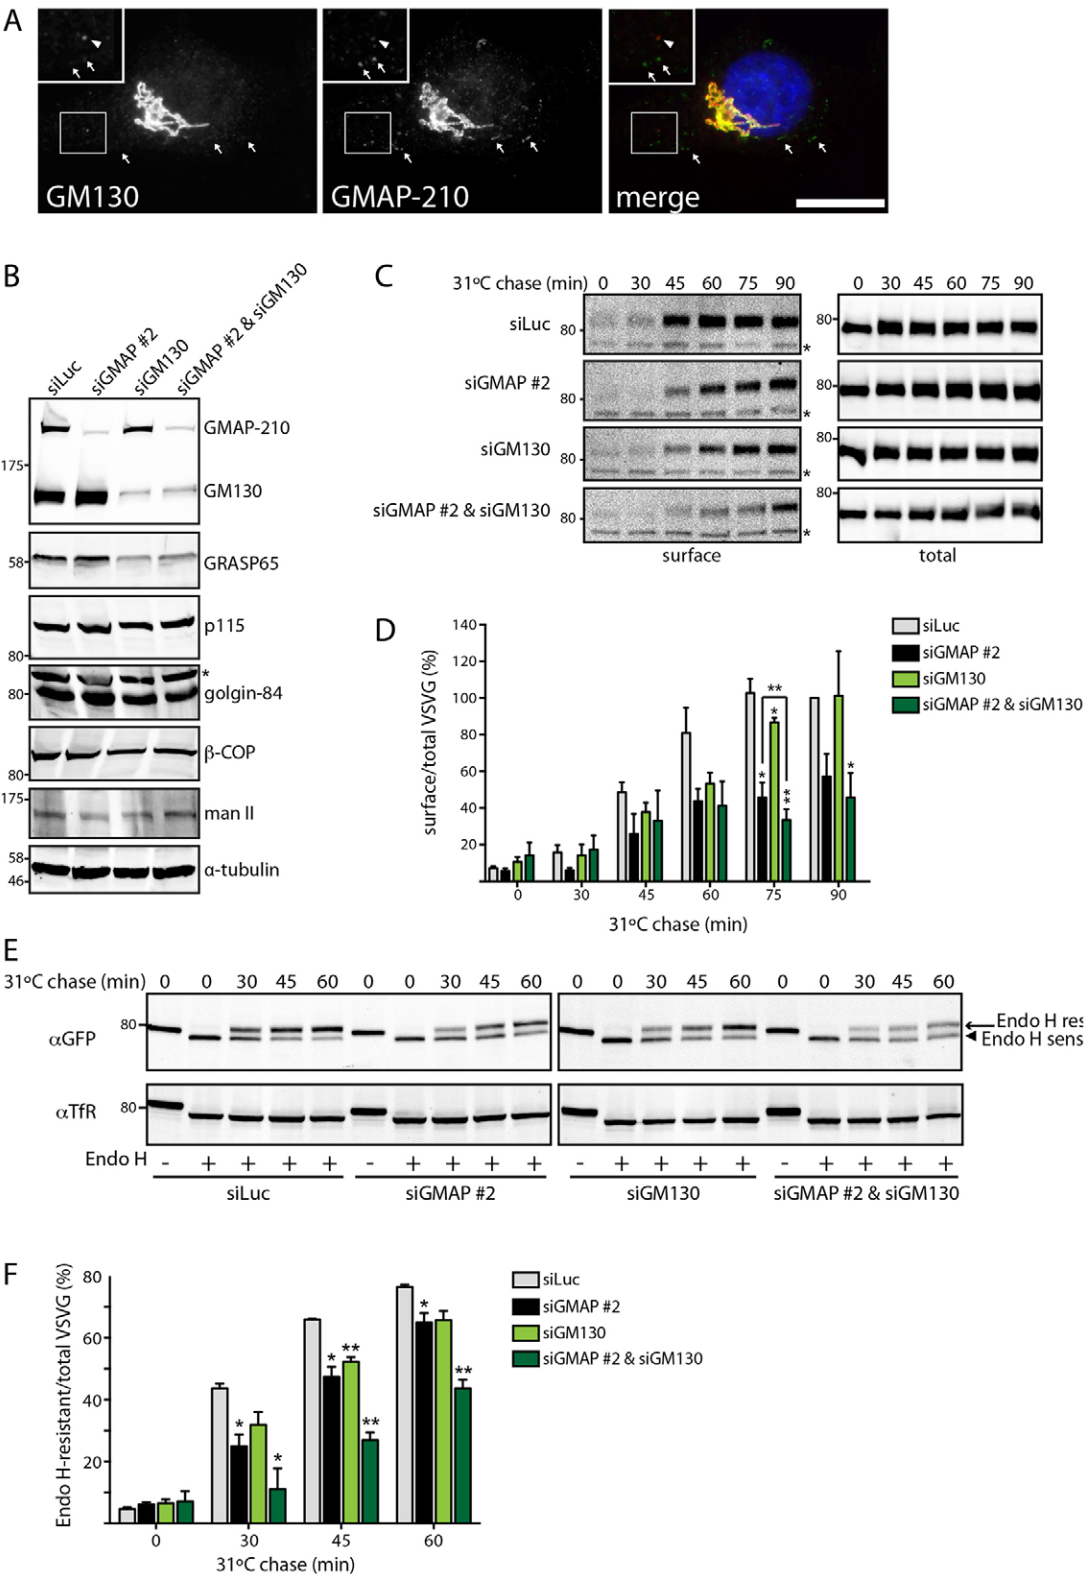 A
GM130
GMAP-210
merge
B
siLuc
siGMAP #2
siGM130
siGMAP #2 & siGM130
GMAP-210
175
GM130
58
GRASP65
p115
80
*
80
golgin-84
β-COP
80
175
man II
58
α-tubulin
46
C
31ºC chase (min) 0 30 45 60 75 90 0 30 45 60 75 90
siLuc 80 * 80
siGMAP #2 80 * 80
siGM130 80 * 80
siGMAP #2 & siGM130 80 * 80
surface total
D
surface/total VSVG (%)
140
120
100
80
60
40
20
* ** * ** *
0 30 45 60 75 90
31ºC chase (min)
siLuc
siGMAP #2
siGM130
siGMAP #2 & siGM130
E
31ºC chase (min) 0 0 30 45 60 0 0 30 45 60 0 0 30 45 60 0 0 30 45 60
αGFP 80
Endo H res
Endo H sens
αTfR 80
Endo H - + + + + - + + + + - + + + + - + + + +
siLuc siGMAP #2 siGM130 siGMAP #2 & siGM130
F
Endo H-resistant/total VSVG (%)
80
60
40
20
* * * ** ** * **
0 30 45 60
31ºC chase (min)
siLuc
siGMAP #2
siGM130
siGMAP #2 & siGM130